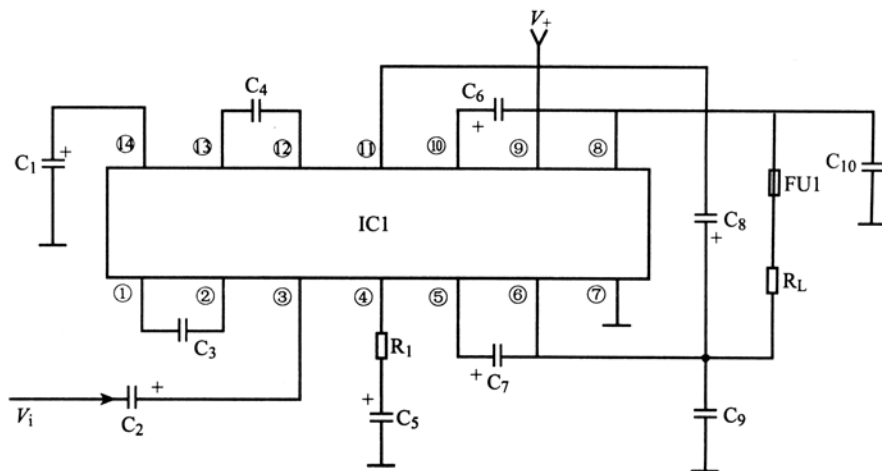 V₊
C₄
C₆
C₁
⑭
⑬
⑫
⑪
⑩
⑨
⑧
C₁₀
FU1
IC1
C₈
R_L
①
②
③
④
⑤
⑥
⑦
C₃
R₁
C₇
Vᵢ
C₂
C₅
C₉